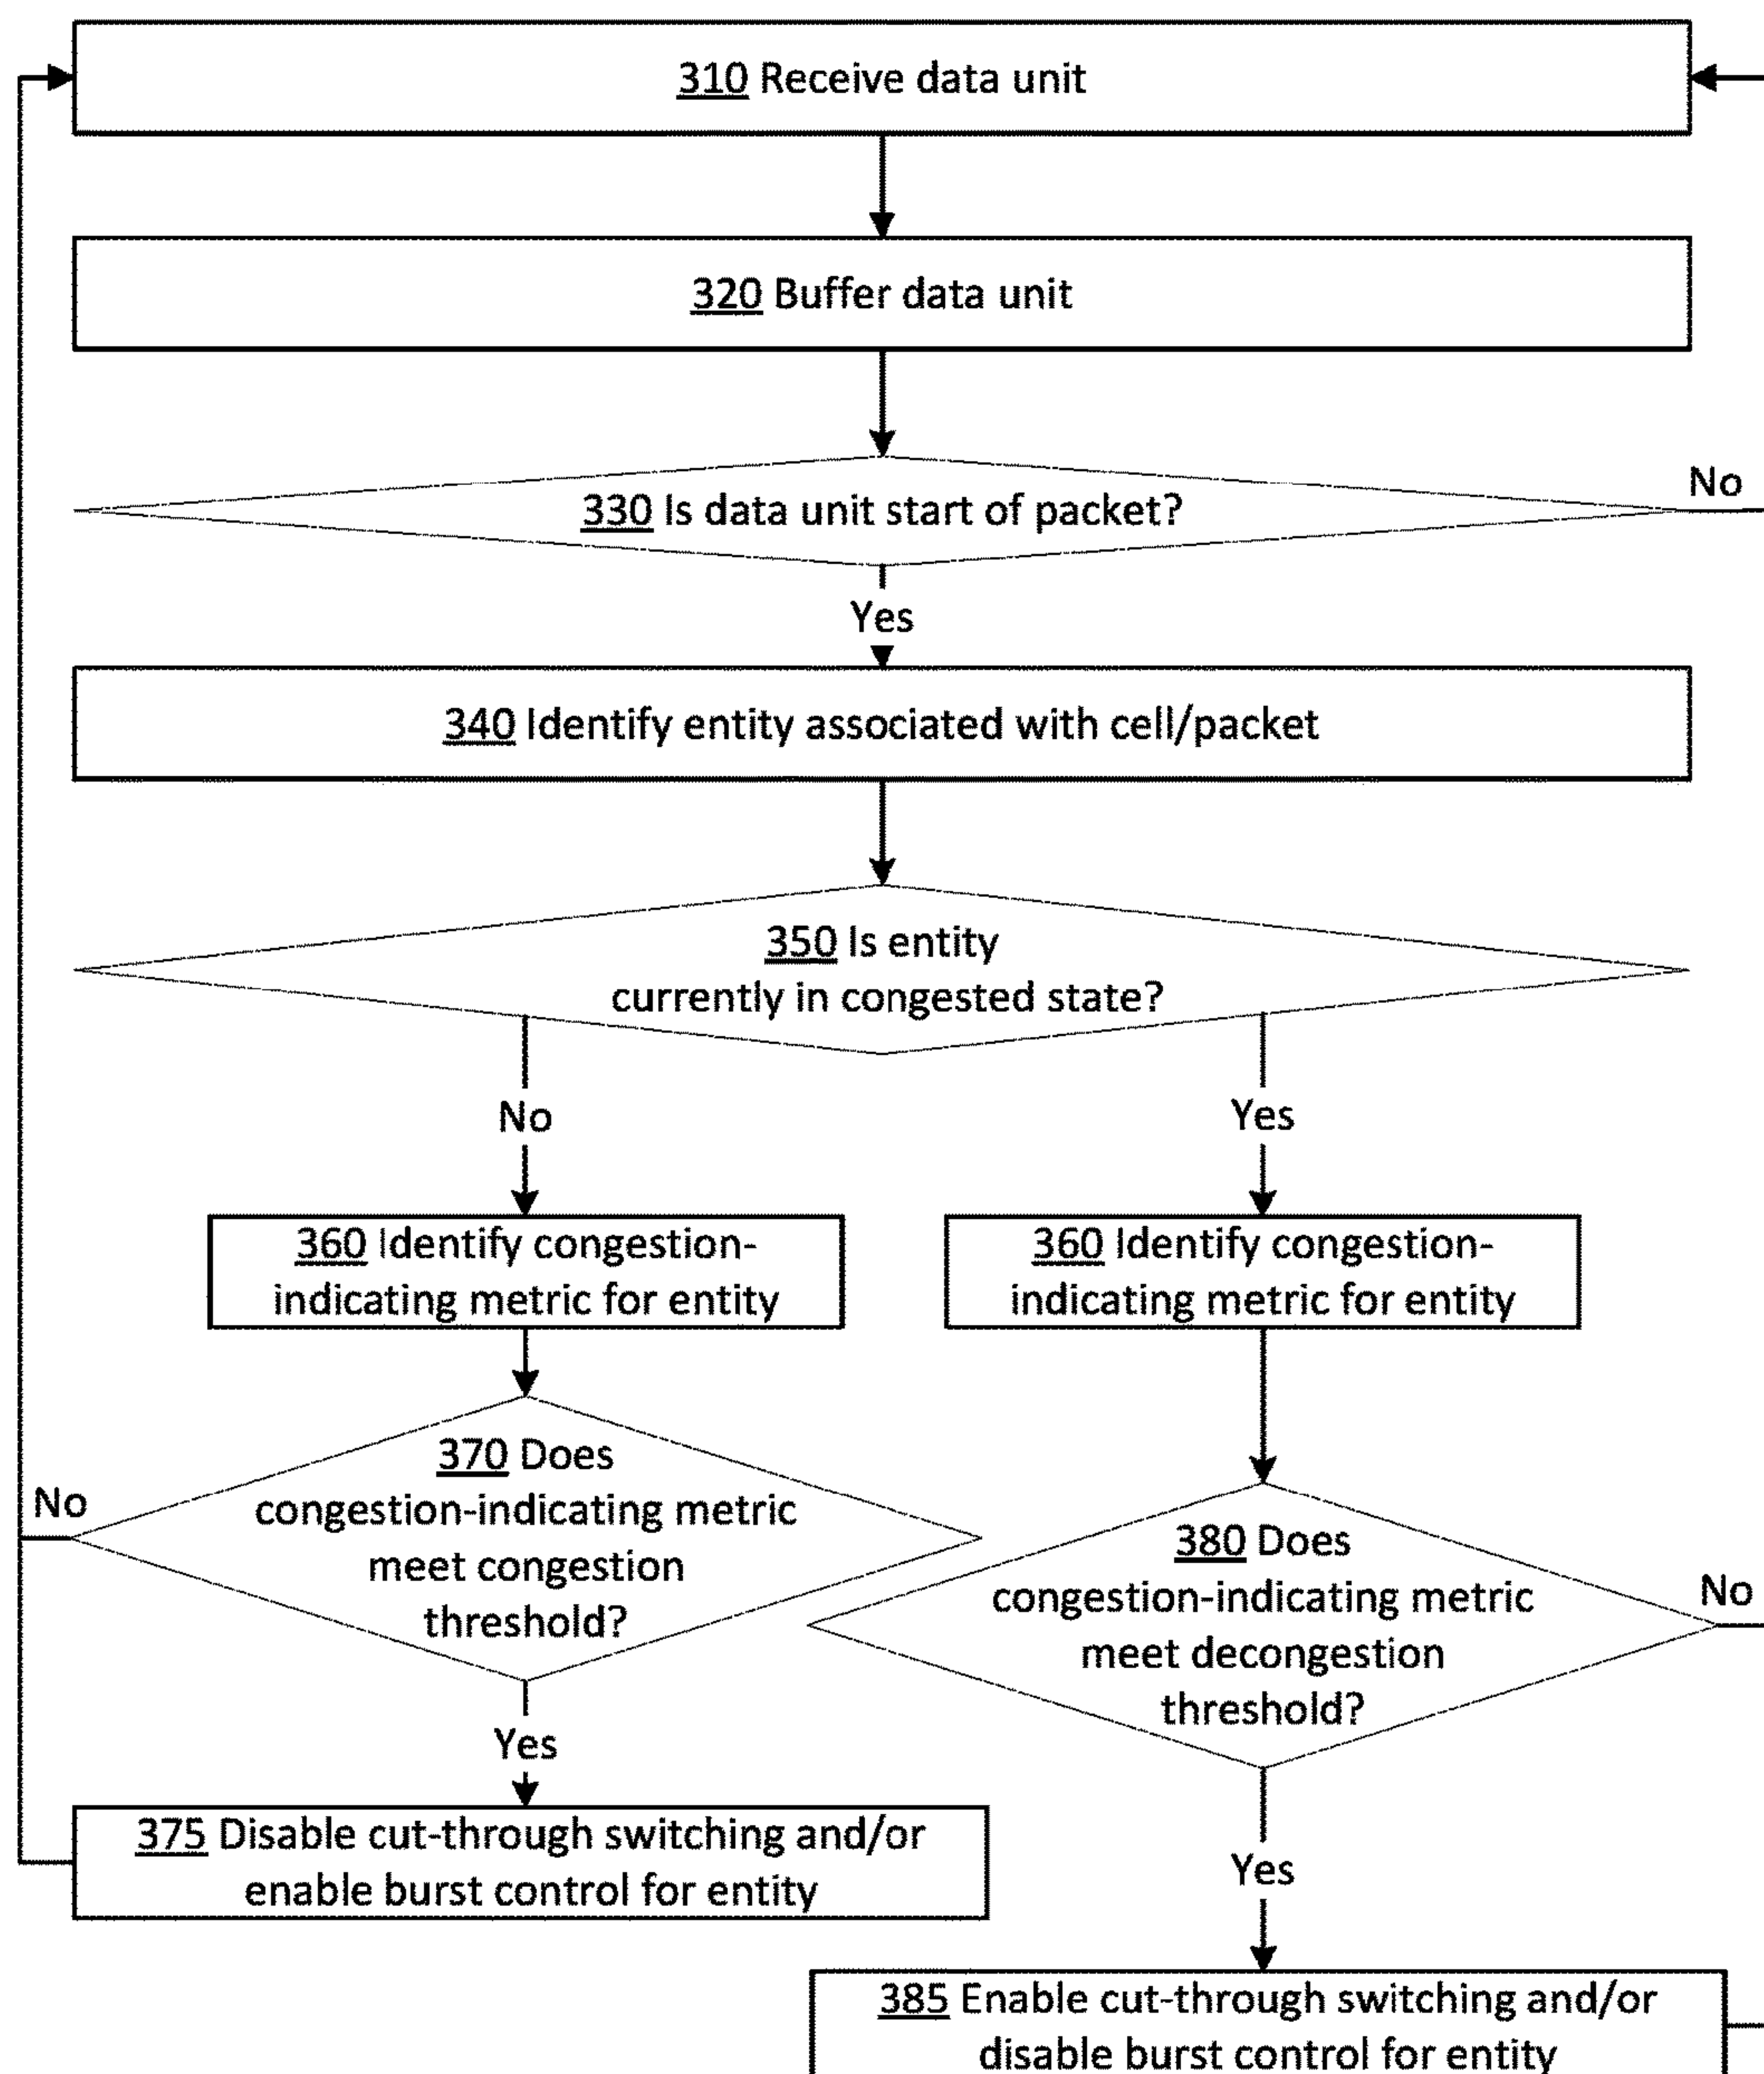 310 Receive data unit
320 Buffer data unit
330 Is data unit start of packet?
No
Yes
340 Identify entity associated with cell/packet
350 Is entity
currently in congested state?
No
Yes
360 Identify congestion-
indicating metric for entity
360 Identify congestion-
indicating metric for entity
370 Does
congestion-indicating metric
meet congestion
threshold?
No
380 Does
congestion-indicating metric
meet decongestion
threshold?
No
Yes
375 Disable cut-through switching and/or
enable burst control for entity
Yes
385 Enable cut-through switching and/or
disable burst control for entity